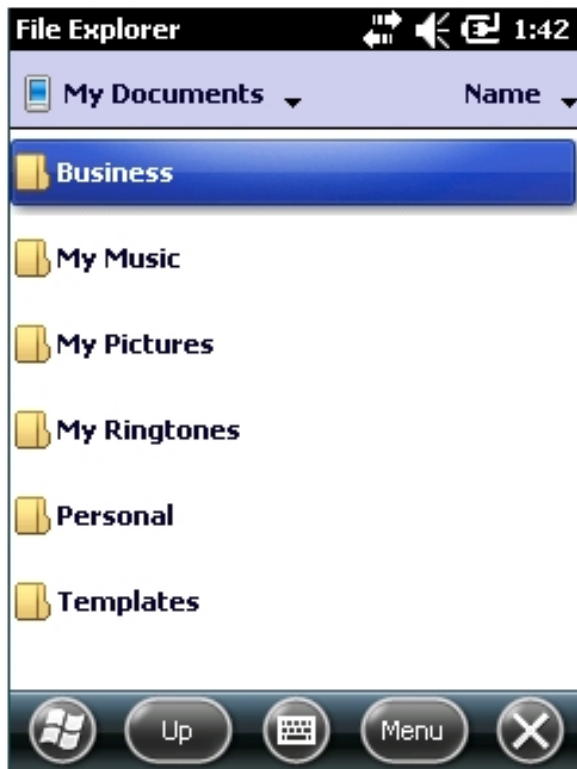 File Explorer 1:42
My Documents Name
Business
My Music
My Pictures
My Ringtones
Personal
Templates
Up Menu